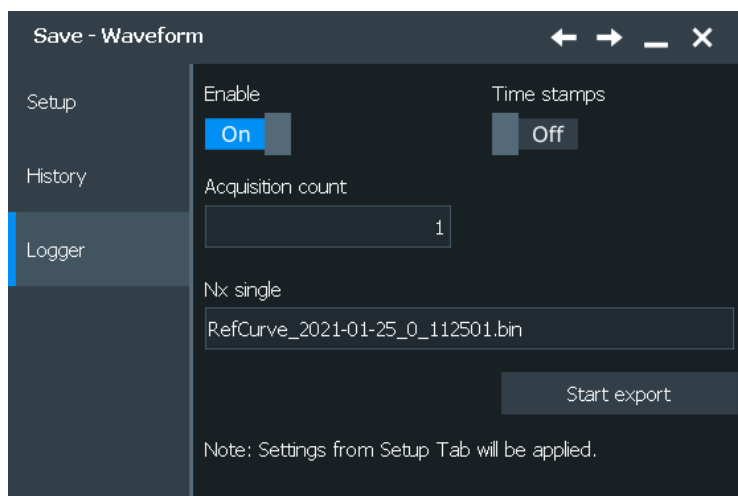 Save - Waveform
Setup
History
Logger
Enable
Time stamps
On
Off
Acquisition count
1
Nx single
RefCurve_2021-01-25_0_112501.bin
Start export
Note: Settings from Setup Tab will be applied.